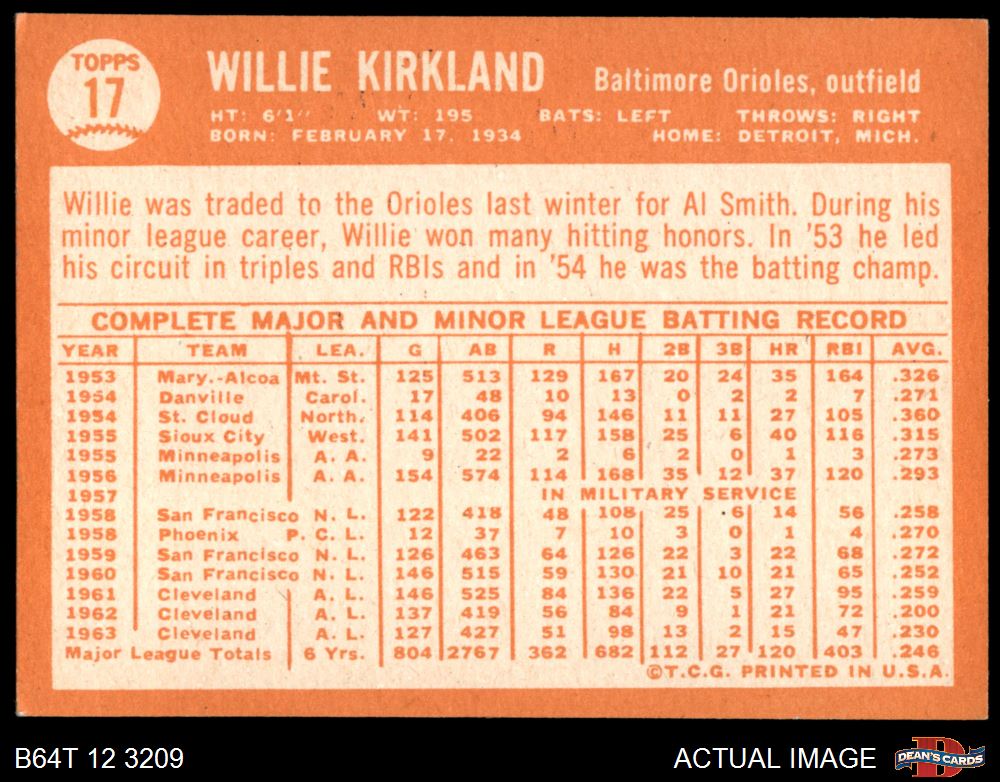 TOPPS
17
WILLIE KIRKLAND Baltimore Orioles, outfield
HT: 6'1" WT: 195 BATS: LEFT THROWS: RIGHT
BORN: FEBRUARY 17, 1934 HOME: DETROIT, MICH.
Willie was traded to the Orioles last winter for Al Smith. During his
minor league career, Willie won many hitting honors. In '53 he led
his circuit in triples and RBIs and in '54 he was the batting champ.
COMPLETE MAJOR AND MINOR LEAGUE BATTING RECORD
YEAR TEAM LEA. G AB R H 2B 3B HR RBI AVG.
1953 Mary.-Alcoa Mt. St. 125 513 129 167 20 24 35 164 .326
1954 Danville Carol. 17 48 10 13 0 2 2 7 .271
1954 St. Cloud North. 114 406 94 146 11 11 27 105 .360
1955 Sioux City West. 141 502 117 158 25 6 40 116 .315
1955 Minneapolis A. A. 9 22 2 6 2 0 1 3 .273
1956 Minneapolis A. A. 154 574 114 168 35 12 37 120 .293
1957 IN MILITARY SERVICE
1958 San Francisco N. L. 122 418 48 108 25 6 14 56 .258
1958 Phoenix P. C. L. 12 37 7 10 3 0 1 4 .270
1959 San Francisco N. L. 126 463 64 126 22 3 22 68 .272
1960 San Francisco N. L. 146 515 59 130 21 10 21 65 .252
1961 Cleveland A. L. 146 525 84 136 22 5 27 95 .259
1962 Cleveland A. L. 137 419 56 84 9 1 21 72 .200
1963 Cleveland A. L. 127 427 51 98 13 2 15 47 .230
Major League Totals 6 Yrs. 804 2767 362 682 112 27 120 403 .246
©T.C.G. PRINTED IN U.S.A.
B64T 12 3209 ACTUAL IMAGE
D
DEAN'S CARDS